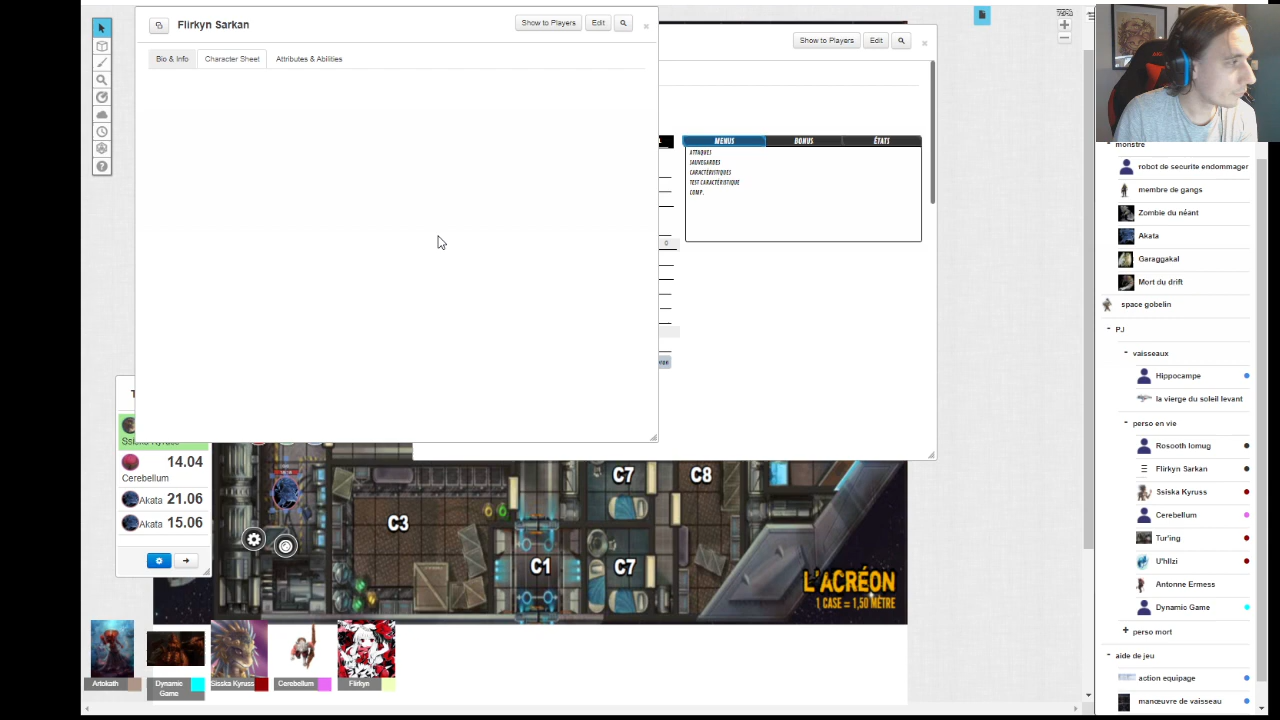 Flirkyn Sarkan
Show to Players
Edit
Bio & Info
Character Sheet
Attributes & Abilities
Show to Players
Edit
MENUS
BONUS
ÉTATS
ATTAQUES
SAUVEGARDES
CARACTÉRISTIQUES
TEST CARACTÉRISTIQUE
COMP.
0
Ssiska Kyruss
14.04
Cerebellum
Akata 21.06
Akata 15.06
C3
C1
C7
C7
C8
L'ACRÉON
1 CASE = 1,50 MÈTRE
Artokath
Dynamic Game
Ssiska Kyruss
Cerebellum
Flirkyn
monstre
robot de securite endommager
membre de gangs
Zombie du néant
Akata
Garaggakal
Mort du drift
space gobelin
PJ
vaisseaux
Hippocampe
la vierge du soleil levant
perso en vie
Rosooth Iomug
Flirkyn Sarkan
Ssiska Kyruss
Cerebellum
Tur'ing
U'hllzi
Antonne Ermess
Dynamic Game
perso mort
aide de jeu
action equipage
manœuvre de vaisseau